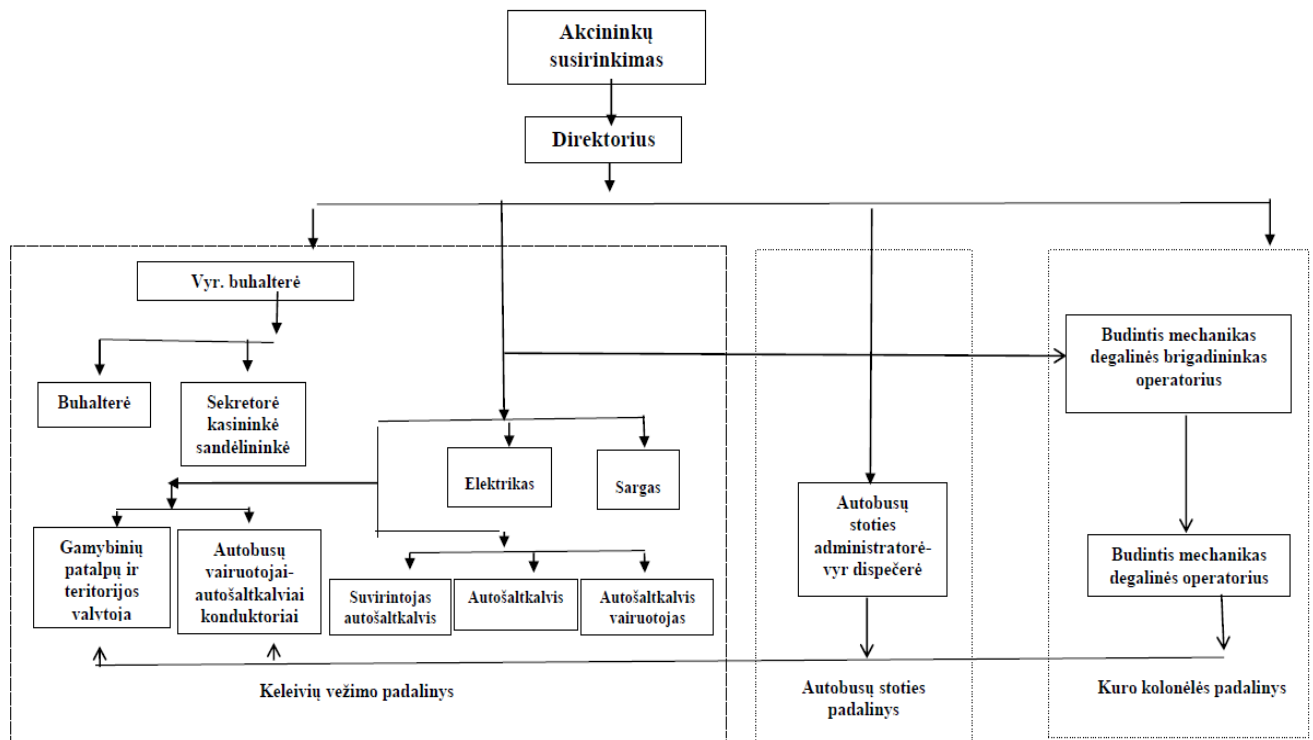 Akcininkų
susirinkimas
Direktorius
Vyr. buhalterė
Buhalterė
Sekretorė
kasininkė
sandėlininkė
Elektrikas
Sargas
Gamybinių
patalpų ir
teritorijos
valytoja
Autobusų
vairuotojai-
autošaltkalviai
konduktoriai
Suvirintojas
autošaltkalvis
Autošaltkalvis
Autošaltkalvis
vairuotojas
Keleivių vežimo padalinys
Autobusų
stoties
administratorė-
vyr dispečerė
Autobusų stoties
padalinys
Budintis mechanikas
degalinės brigadininkas
operatorius
Budintis mechanikas
degalinės operatorius
Kuro kolonėlės padalinys